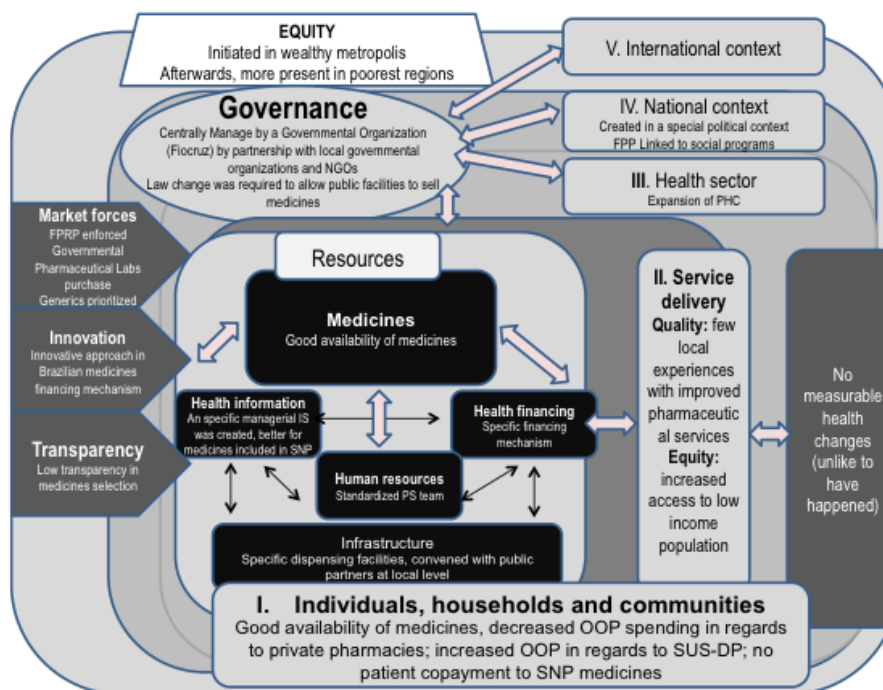 EQUITY
Initiated in wealthy metropolis
Afterwards, more present in poorest regions
V. International context
Governance
Centrally Manage by a Governmental Organization
(Fiocruz) by partnership with local governmental
organizations and NGOs
Law change was required to allow public facilities to sell
medicines
IV. National context
Created in a special political context
FPP Linked to social programs
III. Health sector
Expansion of PHC
Market forces
FPRP enforced
Governmental
Pharmaceutical Labs
purchase
Generics prioritized
Innovation
Innovative approach in
Brazilian medicines
financing mechanism
Transparency
Low transparency in
medicines selection
Resources
Medicines
Good availability of medicines
Health information
An specific managerial IS
was created, better for
medicines included in SNP
Health financing
Specific financing
mechanism
Human resources
Standardized PS team
Infrastructure
Specific dispensing facilities, convened with public
partners at local level
II. Service
delivery
Quality: few
local
experiences
with improved
pharmaceutic
al services
Equity:
increased
access to low
income
population
No
measurable
health
changes
(unlike to
have
happened)
I. Individuals, households and communities
Good availability of medicines, decreased OOP spending in regards
to private pharmacies; increased OOP in regards to SUS-DP; no
patient copayment to SNP medicines